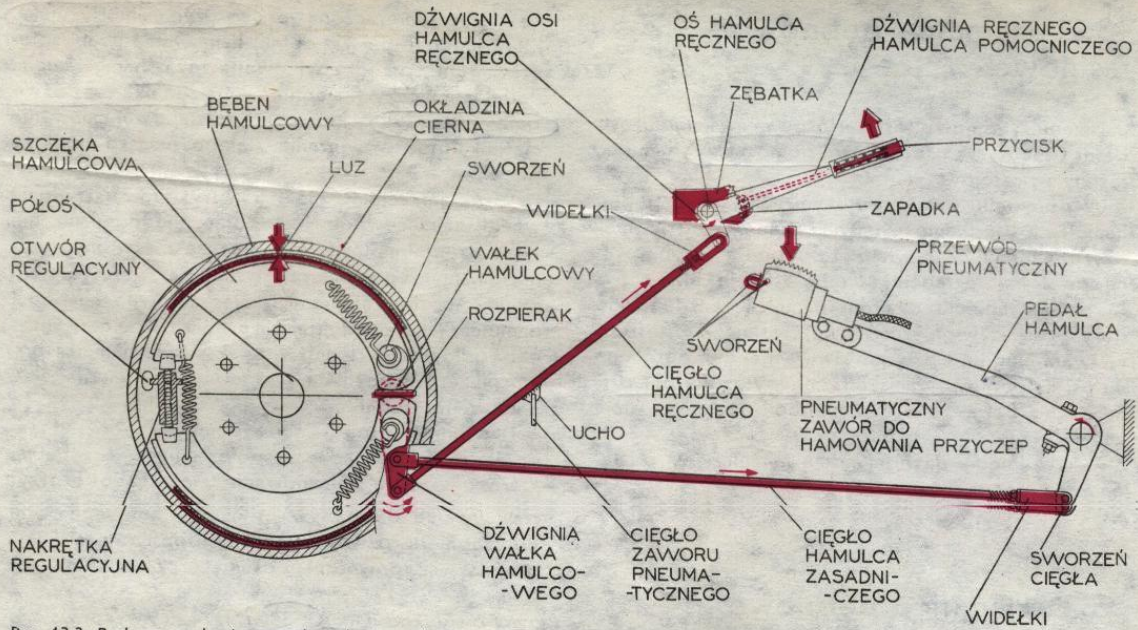 DŹWIGNIA OSI
HAMULCA
RĘCZNEGO
OŚ HAMULCA
RĘCZNEGO
DŹWIGNIA RĘCZNEGO
HAMULCA POMOCNICZEGO
ZĘBATKA
PRZYCISK
ZAPADKA
BĘBEN
HAMULCOWY
OKŁADZINA
CIERNA
SZCZĘKA
HAMULCOWA
LUZ
SWORZEŃ
PÓŁOŚ
WIDEŁKI
OTWÓR
REGULACYJNY
WAŁEK
HAMULCOWY
ROZPIERAK
PRZEWÓD
PNEUMATYCZNY
PEDAŁ
HAMULCA
SWORZEŃ
CIĘGŁO
HAMULCA
RĘCZNEGO
PNEUMATYCZNY
ZAWÓR DO
HAMOWANIA PRZYCZEP
UCHO
NAKRĘTKA
REGULACYJNA
DŹWIGNIA
WAŁKA
HAMULCO-
-WEGO
CIĘGŁO
ZAWORU
PNEUMA-
-TYCZNEGO
CIĘGŁO
HAMULCA
ZASADNI-
-CZEGO
SWORZEŃ
CIĘGŁA
WIDEŁKI